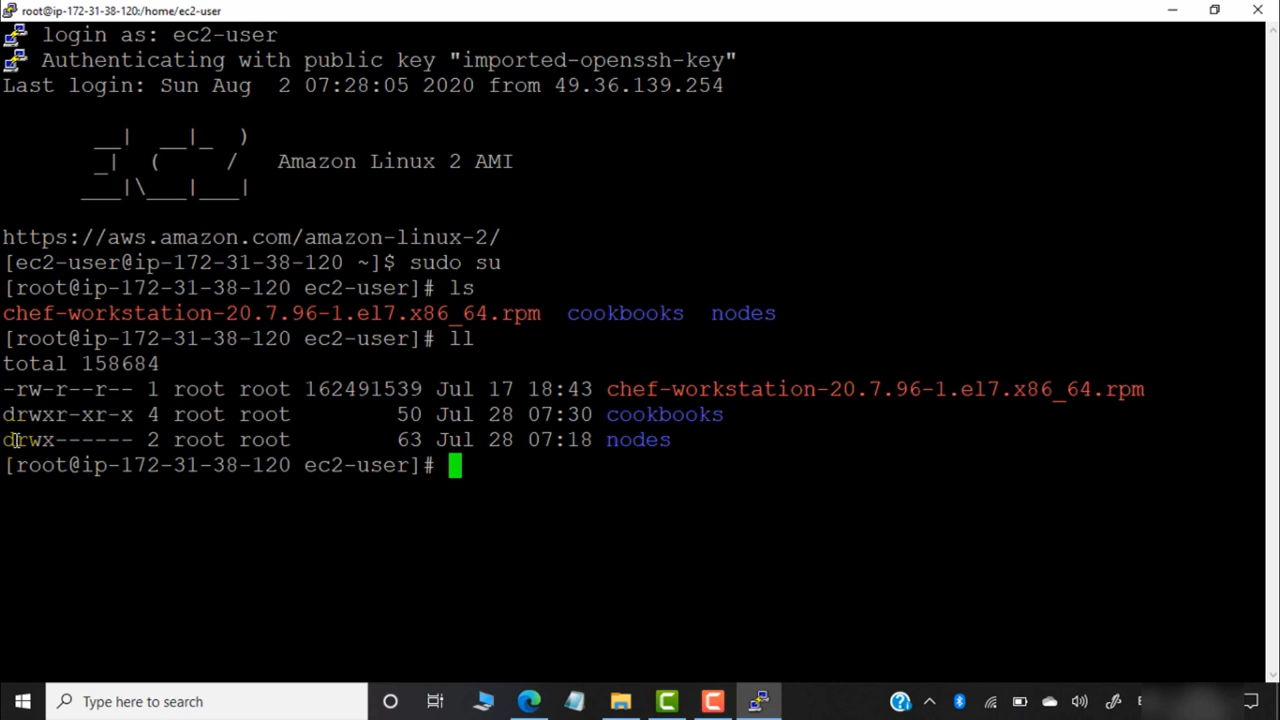 root@ip-172-31-38-120:/home/ec2-user
login as: ec2-user
Authenticating with public key "imported-openssh-key"
Last login: Sun Aug  2 07:28:05 2020 from 49.36.139.254
       __|  __|_  )
       _|  (     /   Amazon Linux 2 AMI
      ___|\___|___|
https://aws.amazon.com/amazon-linux-2/
[ec2-user@ip-172-31-38-120 ~]$ sudo su
[root@ip-172-31-38-120 ec2-user]# ls
chef-workstation-20.7.96-1.el7.x86_64.rpm  cookbooks  nodes
[root@ip-172-31-38-120 ec2-user]# ll
total 158684
-rw-r--r-- 1 root root 162491539 Jul 17 18:43 chef-workstation-20.7.96-1.el7.x86_64.rpm
drwxr-xr-x 4 root root        50 Jul 28 07:30 cookbooks
drwx------ 2 root root        63 Jul 28 07:18 nodes
[root@ip-172-31-38-120 ec2-user]#
Type here to search